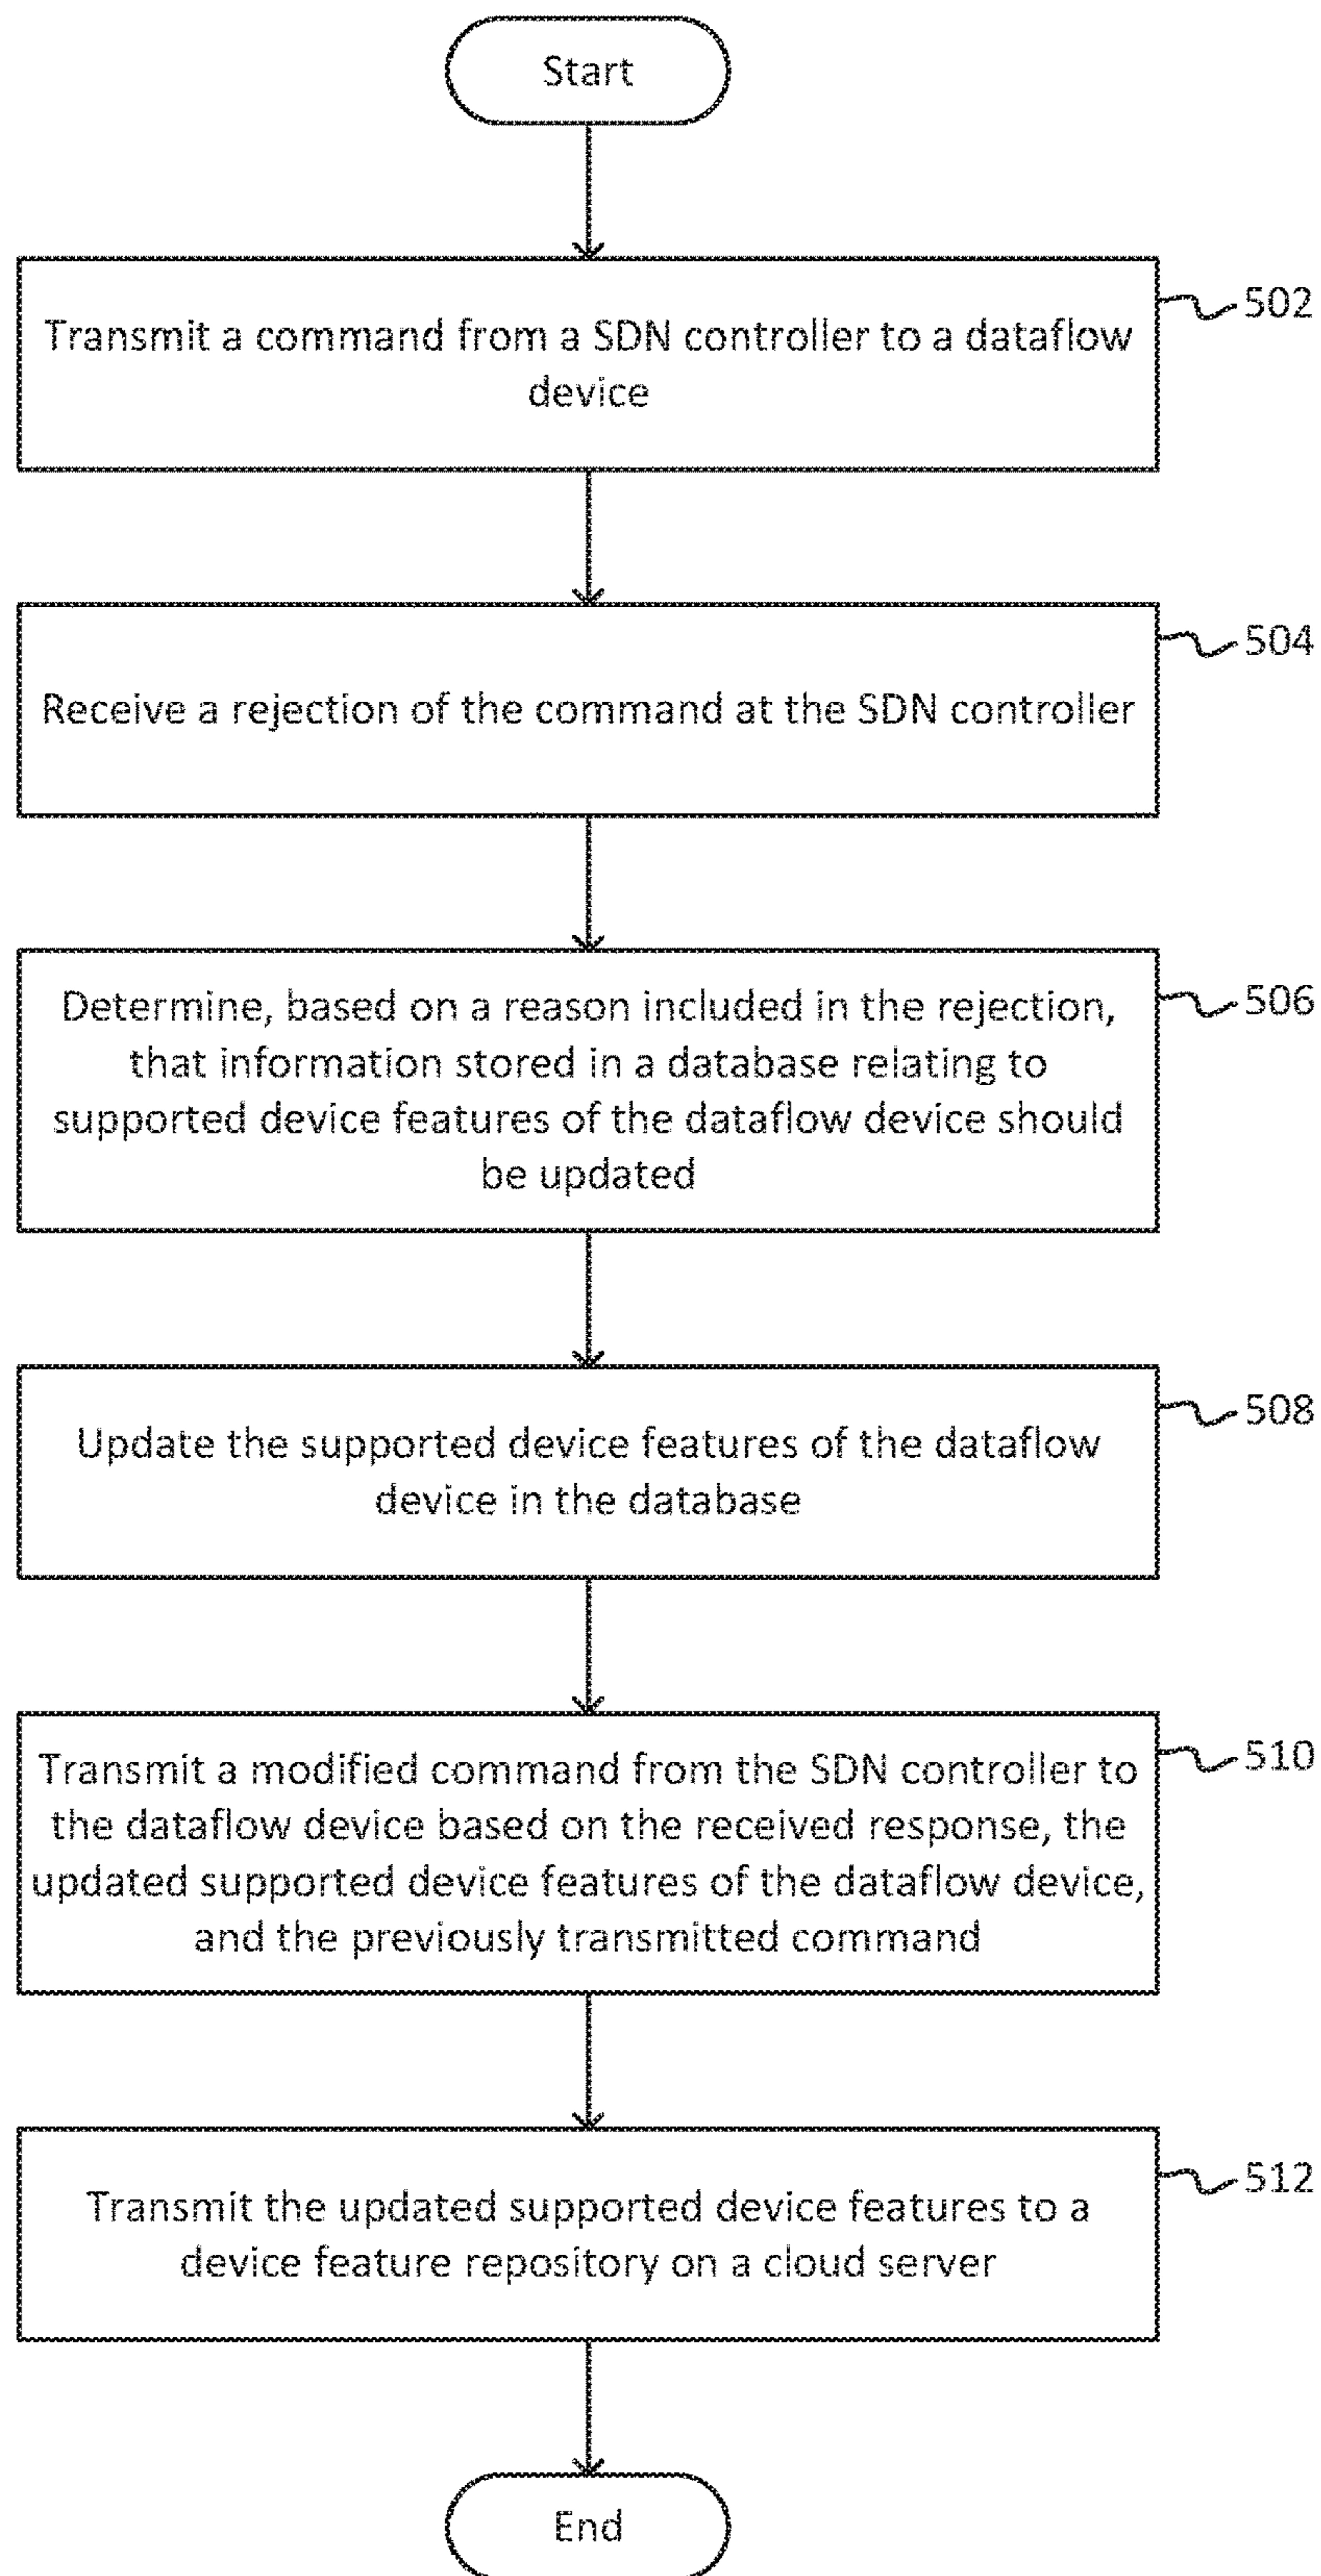 Start
Transmit a command from a SDN controller to a dataflow
device
502
Receive a rejection of the command at the SDN controller
504
Determine, based on a reason included in the rejection,
that information stored in a database relating to
supported device features of the dataflow device should
be updated
506
Update the supported device features of the dataflow
device in the database
508
Transmit a modified command from the SDN controller to
the dataflow device based on the received response, the
updated supported device features of the dataflow device,
and the previously transmitted command
510
Transmit the updated supported device features to a
device feature repository on a cloud server
512
End